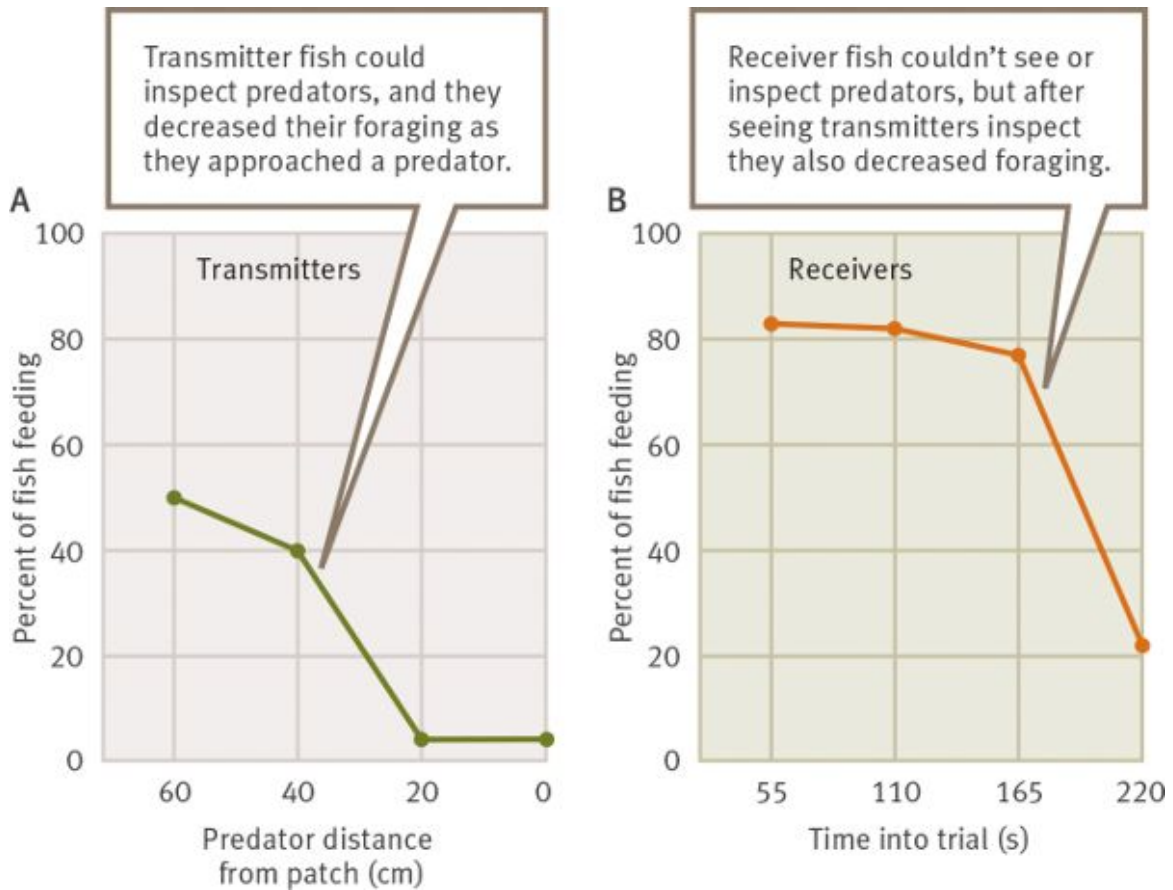 Transmitter fish could
inspect predators, and they
decreased their foraging as
they approached a predator.
A
100
80
60
40
20
0
Percent of fish feeding
Transmitters
60 40 20 0
Predator distance
from patch (cm)
Receiver fish couldn’t see or
inspect predators, but after
seeing transmitters inspect
they also decreased foraging.
B
100
80
60
40
20
0
Percent of fish feeding
Receivers
55 110 165 220
Time into trial (s)